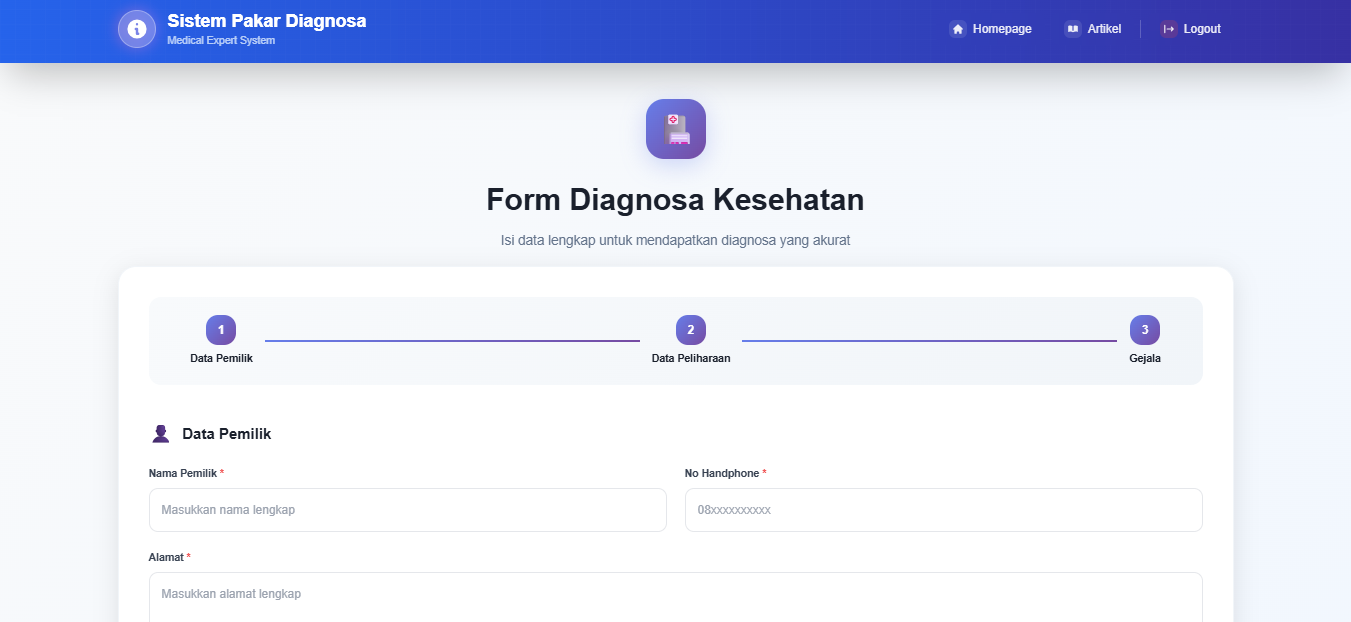 Sistem Pakar Diagnosa
Medical Expert System
Homepage
Artikel
Logout
Form Diagnosa Kesehatan
Isi data lengkap untuk mendapatkan diagnosa yang akurat
1
2
3
Data Pemilik
Data Peliharaan
Gejala
Data Pemilik
Nama Pemilik *
No Handphone *
Masukkan nama lengkap
08xxxxxxxxxx
Alamat *
Masukkan alamat lengkap